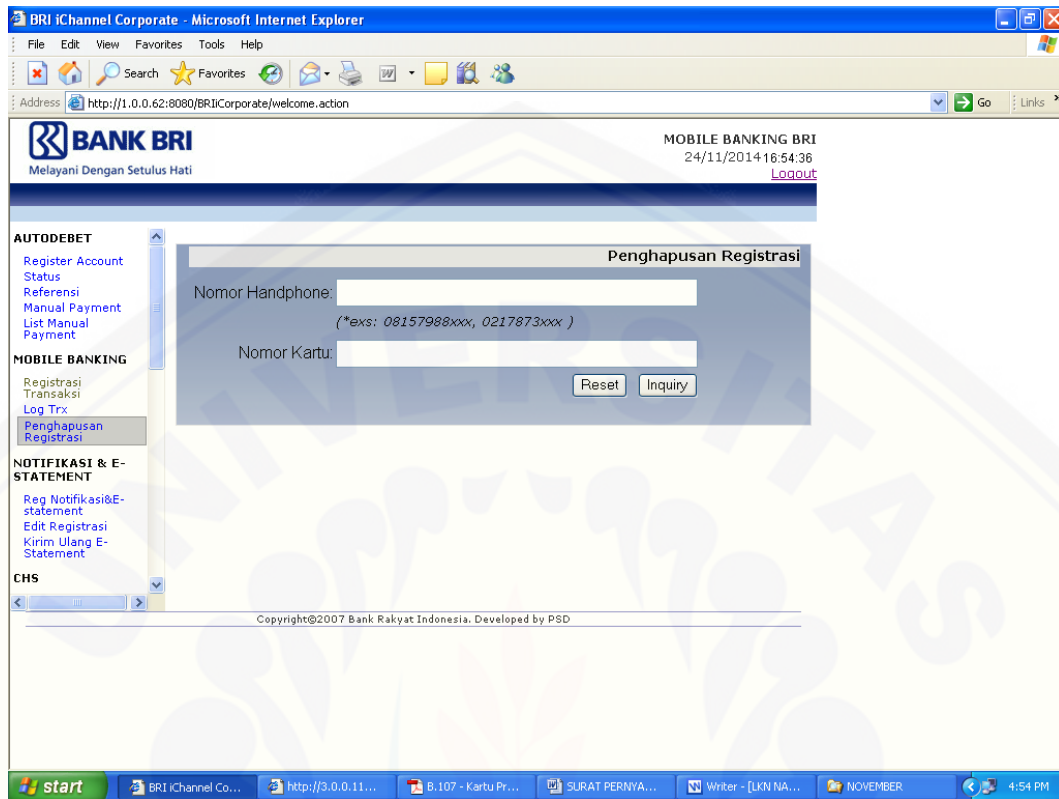 BRI iChannel Corporate - Microsoft Internet Explorer
File Edit View Favorites Tools Help
Search Favorites
Address http://1.0.0.62:8080/BRIiCorporate/welcome.action Go Links
BANK BRI
Melayani Dengan Setulus Hati
MOBILE BANKING BRI
24/11/2014 16:54:36
Logout
AUTODEBET
Register Account
Status
Referensi
Manual Payment
List Manual
Payment
MOBILE BANKING
Registrasi
Transaksi
Log Trx
Penghapusan
Registrasi
NOTIFIKASI & E-
STATEMENT
Reg Notifikasi&E-
statement
Edit Registrasi
Kirim Ulang E-
Statement
CHS
Penghapusan Registrasi
Nomor Handphone:
(*exs: 08157988xxx, 0217873xxx )
Nomor Kartu:
Reset Inquiry
Copyright©2007 Bank Rakyat Indonesia. Developed by PSD
UNIVERSITAS
start BRI iChannel Co... http://3.0.0.11... B.107 - Kartu Pr... SURAT PERNYA... Writer - [LKN NA... NOVEMBER 4:54 PM